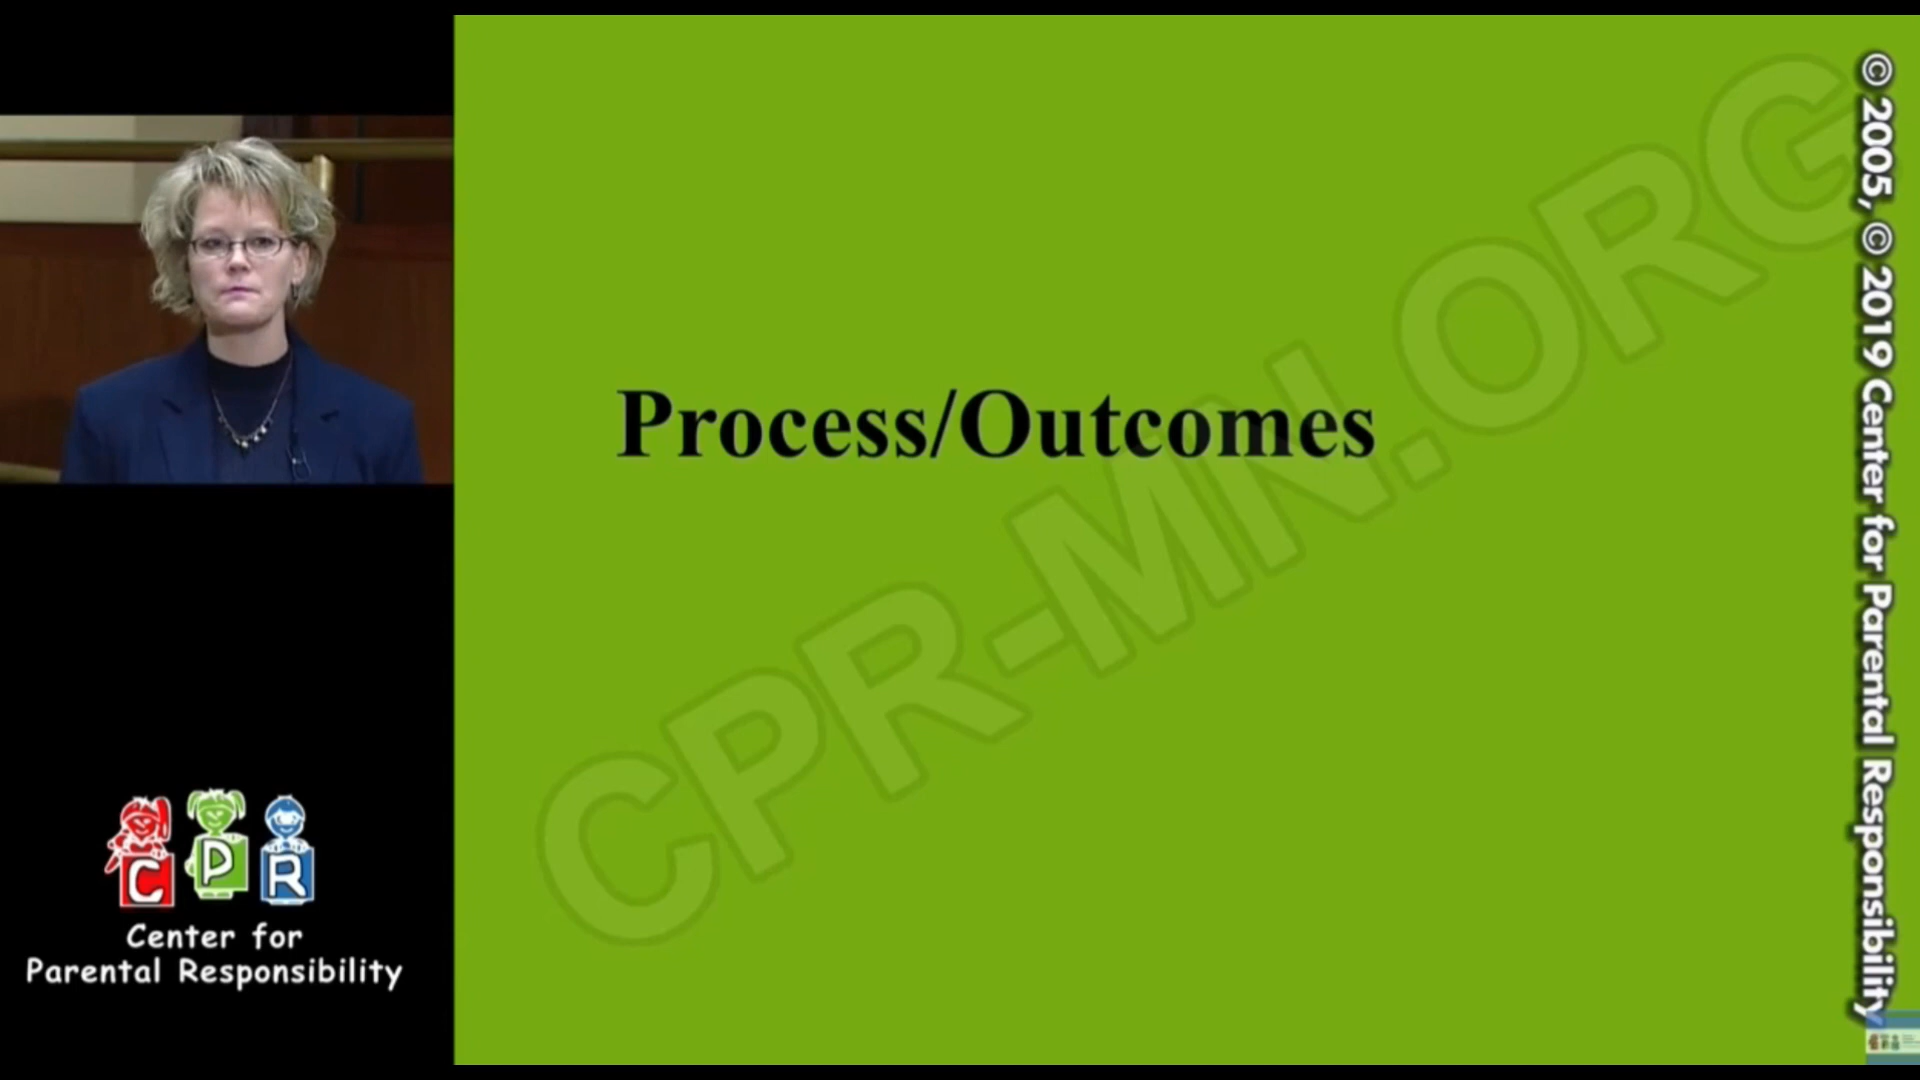 Process/Outcomes
CPR-MN.ORG
© 2005, © 2019 Center for Parental Responsibility
C P R
Center for
Parental Responsibility